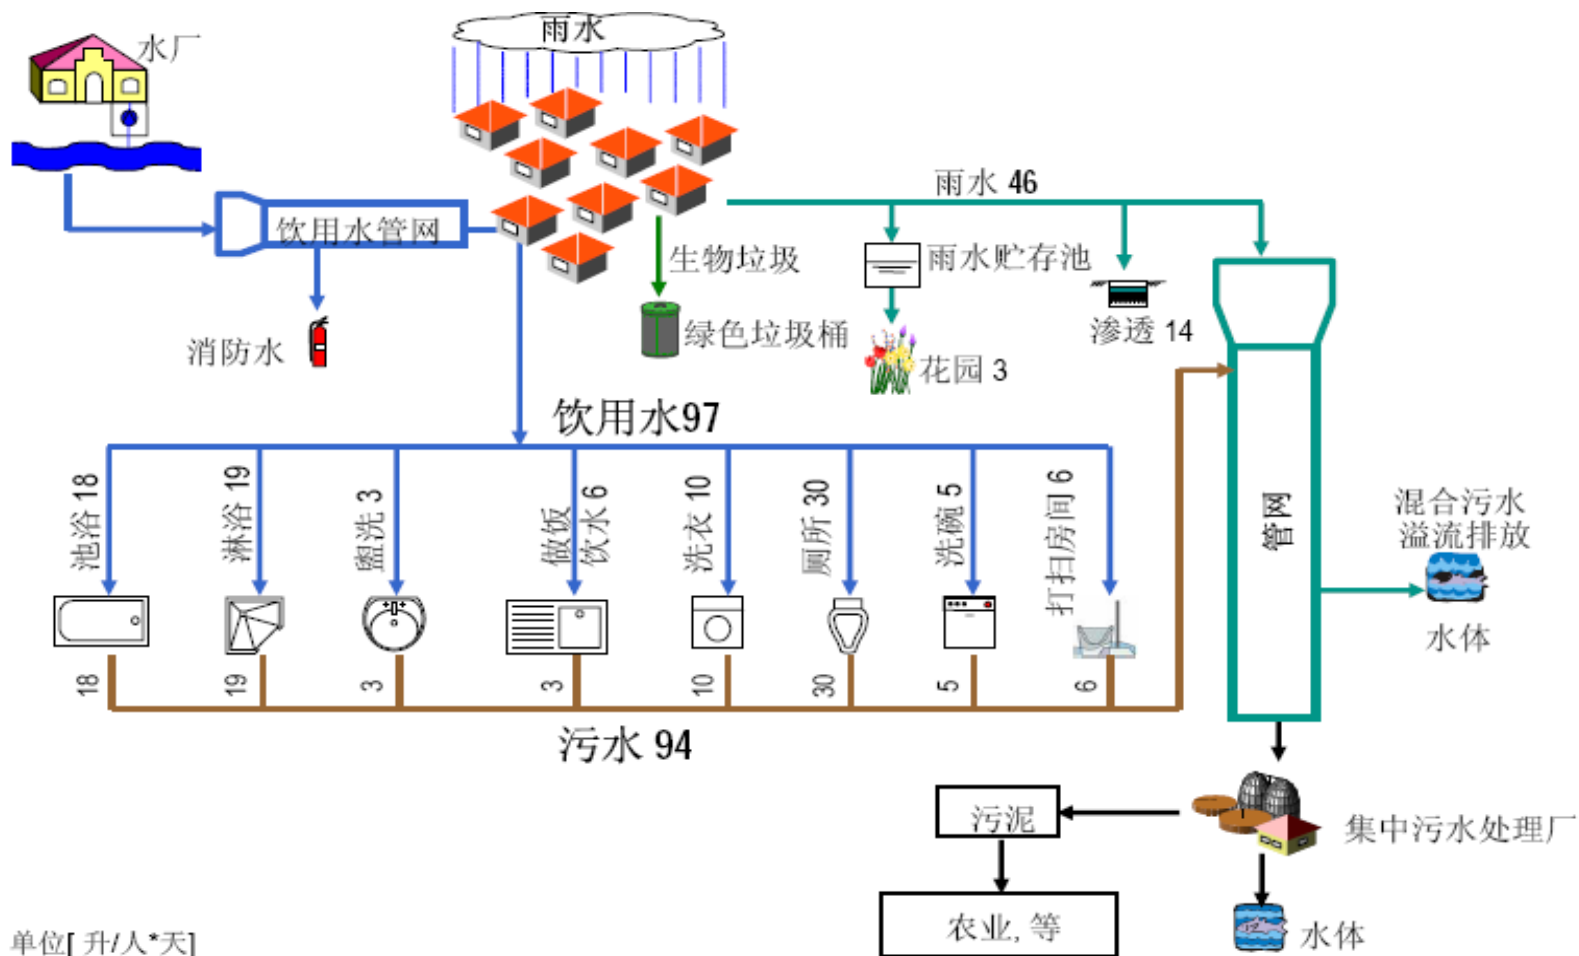 雨水
水厂
雨水 46
饮用水管网
生物垃圾
雨水贮存池
消防水
绿色垃圾桶
花园 3
渗透 14
饮用水97
池浴 18
淋浴 19
盥洗 3
做饭
饮水 6
洗衣 10
厕所 30
洗碗 5
打扫房间 6
管网
混合污水
溢流排放
水体
18
19
3
3
10
30
5
6
污水 94
污泥
集中污水处理厂
农业, 等
水体
单位[ 升/人*天]